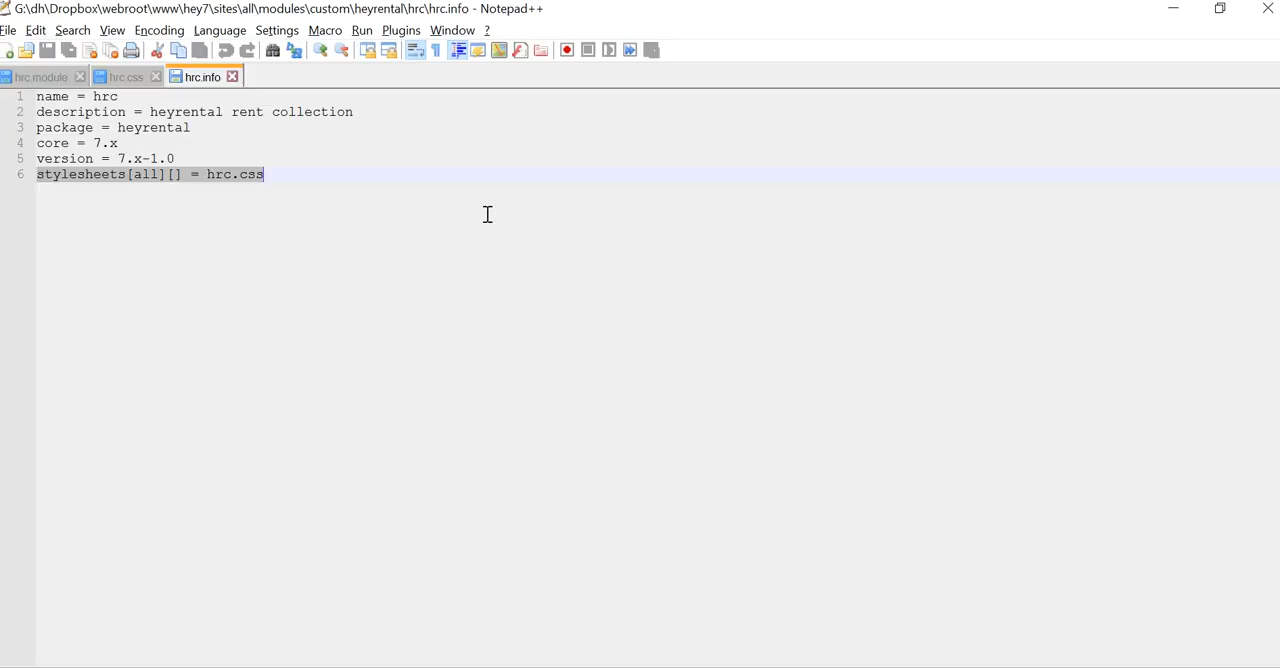 G:\dh\Dropbox\webroot\www\hey7\sites\all\modules\custom\heyrental\hrc\hrc.info - Notepad++
File Edit Search View Encoding Language Settings Macro Run Plugins Window ?
hrc.module hrc.css hrc.info
1 name = hrc
2 description = heyrental rent collection
3 package = heyrental
4 core = 7.x
5 version = 7.x-1.0
6 stylesheets[all][] = hrc.css